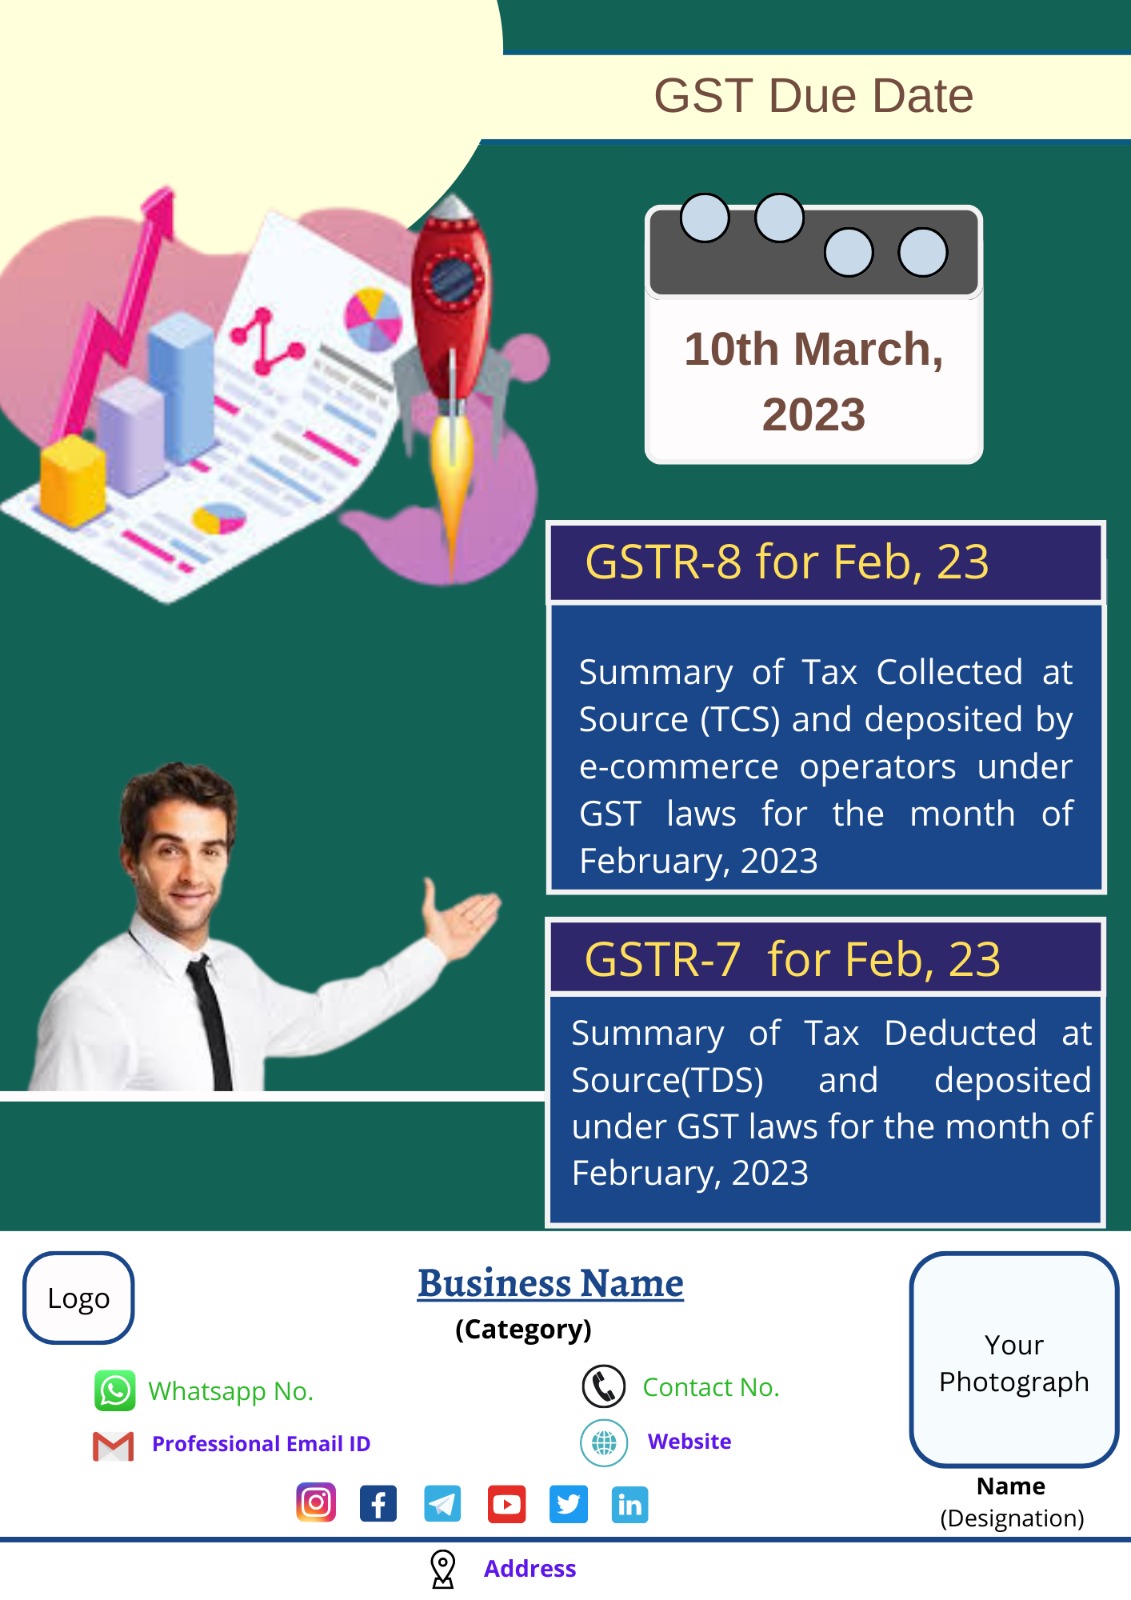 GST Due Date
10th March,
2023
GSTR-8 for Feb, 23
Summary of Tax Collected at
Source (TCS) and deposited by
e-commerce operators under
GST laws for the month of
February, 2023
GSTR-7 for Feb, 23
Summary of Tax Deducted at
Source(TDS) and deposited
under GST laws for the month of
February, 2023
Logo
Business Name
(Category)
Whatsapp No.
Contact No.
Professional Email ID
Website
Your
Photograph
Name
(Designation)
Address